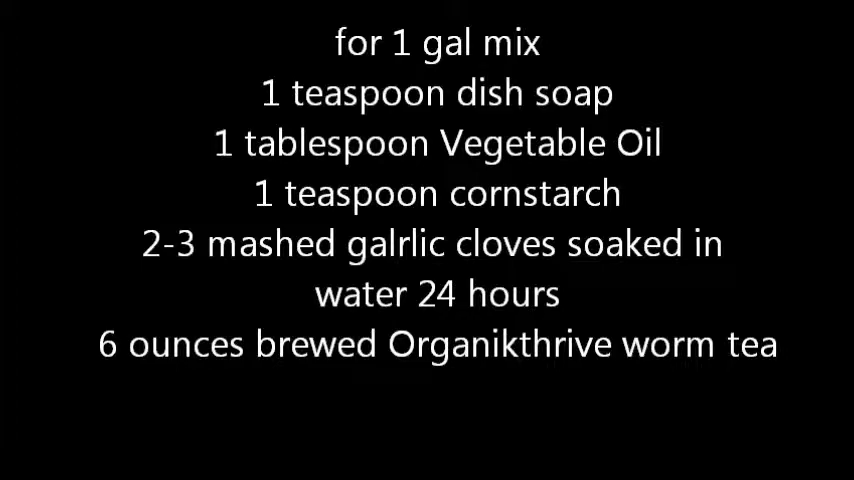 for 1 gal mix
1 teaspoon dish soap
1 tablespoon Vegetable Oil
1 teaspoon cornstarch
2-3 mashed galrlic cloves soaked in
water 24 hours
6 ounces brewed Organikthrive worm tea